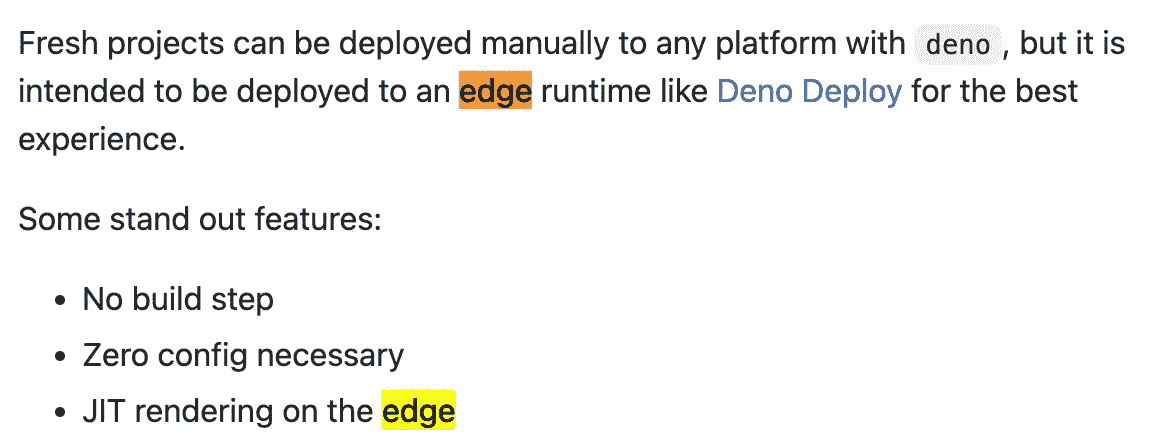 Fresh projects can be deployed manually to any platform with deno , but it is
intended to be deployed to an edge runtime like Deno Deploy for the best
experience.
Some stand out features:
• No build step
• Zero config necessary
• JIT rendering on the edge